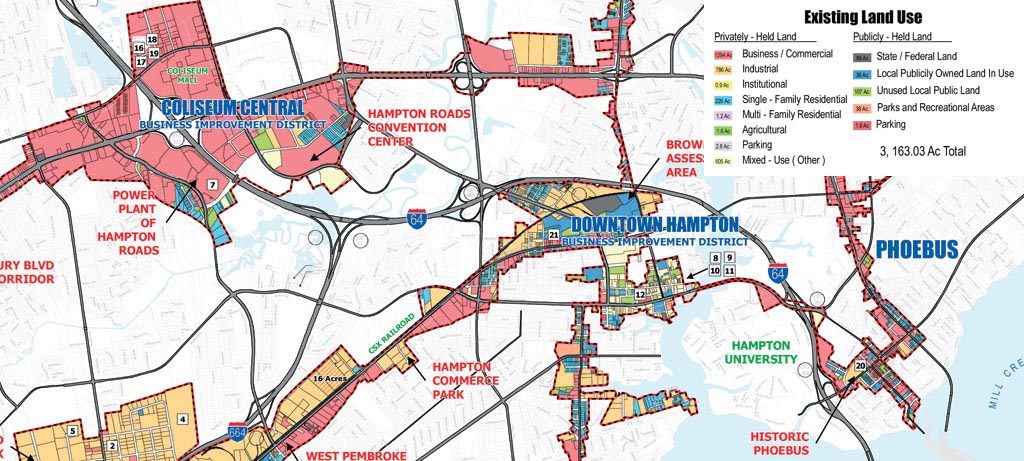 Existing Land Use
Privately - Held Land
1294 Ac Business / Commercial
786 Ac Industrial
0.9 Ac Institutional
226 Ac Single - Family Residential
1.2 Ac Multi - Family Residential
1.6 Ac Agricultural
2.8 Ac Parking
605 Ac Mixed - Use ( Other )
Publicly - Held Land
State / Federal Land
36 Ac Local Publicily Owned Land In Use
107 Ac Unused Local Public Land
38 Ac Parks and Recreational Areas
1.6 Ac Parking
3, 163.03 Ac Total
16
18
17
19
COLISEUM
MALL
COLISEUM CENTRAL
BUSINESS IMPROVEMENT DISTRICT
HAMPTON ROADS
CONVENTION
CENTER
7
POWER
PLANT
OF
HAMPTON
ROADS
64
BROW
ASSES
AREA
21
DOWNTOWN HAMPTON
BUSINESS IMPROVEMENT DISTRICT
8
9
10
11
12
64
PHOEBUS
URY BLVD
ORRIDOR
CSX RAILROAD
HAMPTON
UNIVERSITY
16 Acres
HAMPTON
COMMERCE
PARK
20
MILL CRE
5
2
4
664
D
K
WEST PEMBROKE
HISTORIC
PHOEBUS